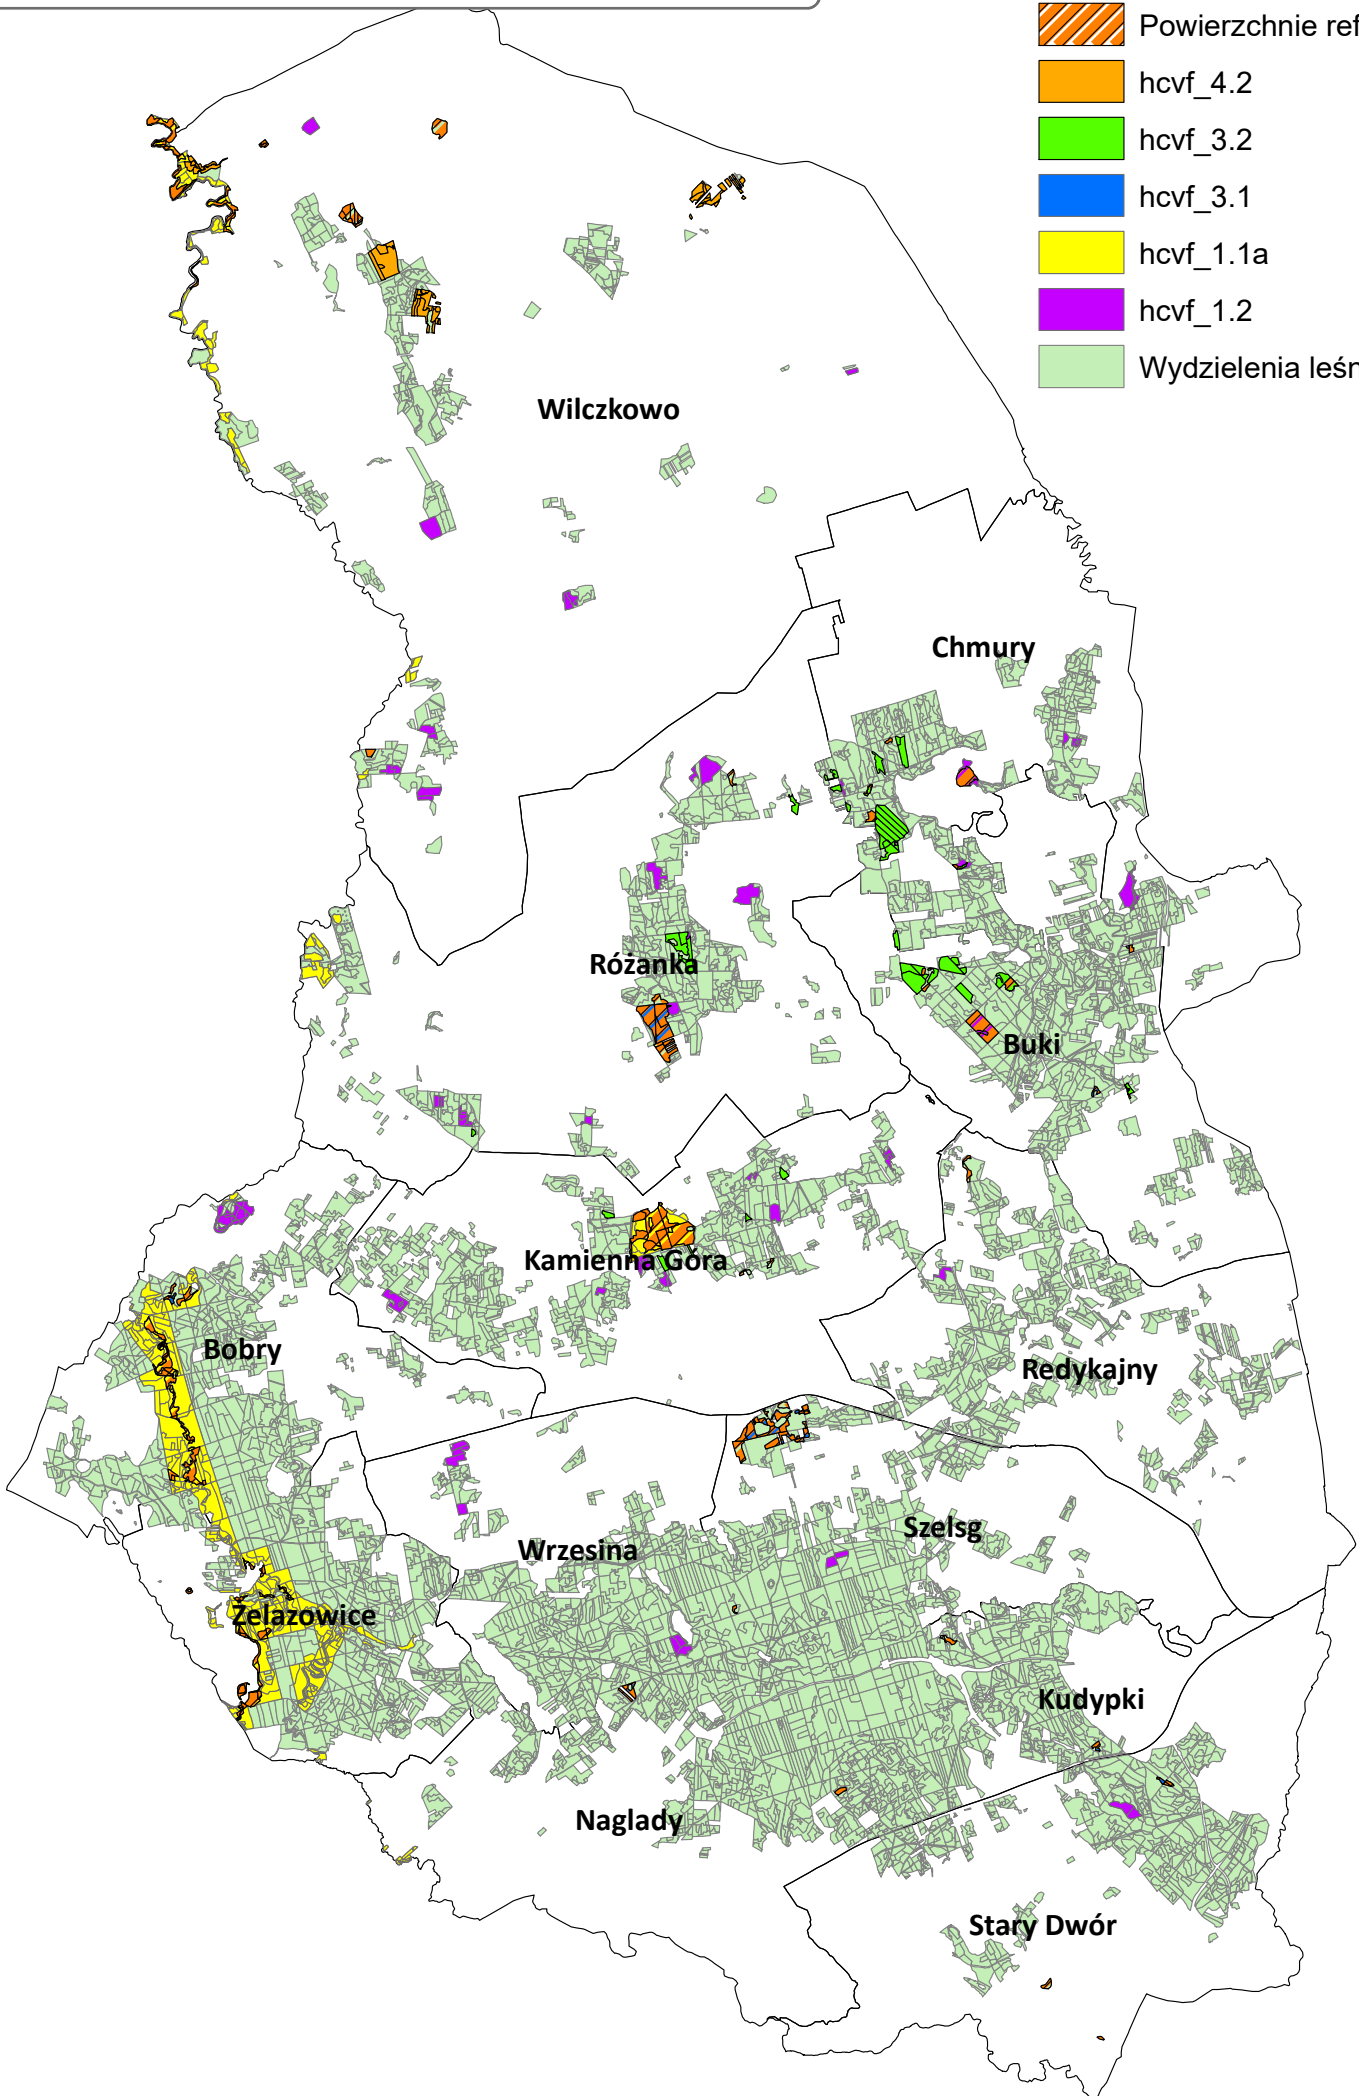 Powierzchnie ref
hcvf_4.2
hcvf_3.2
hcvf_3.1
hcvf_1.1a
hcvf_1.2
Wydzielenia leśn
Wilczkowo
Chmury
Różanka
Buki
Kamienna Góra
Bobry
Redykajny
Szelsg
Wrzesina
Żelazowice
Kudypki
Naglady
Stary Dwór